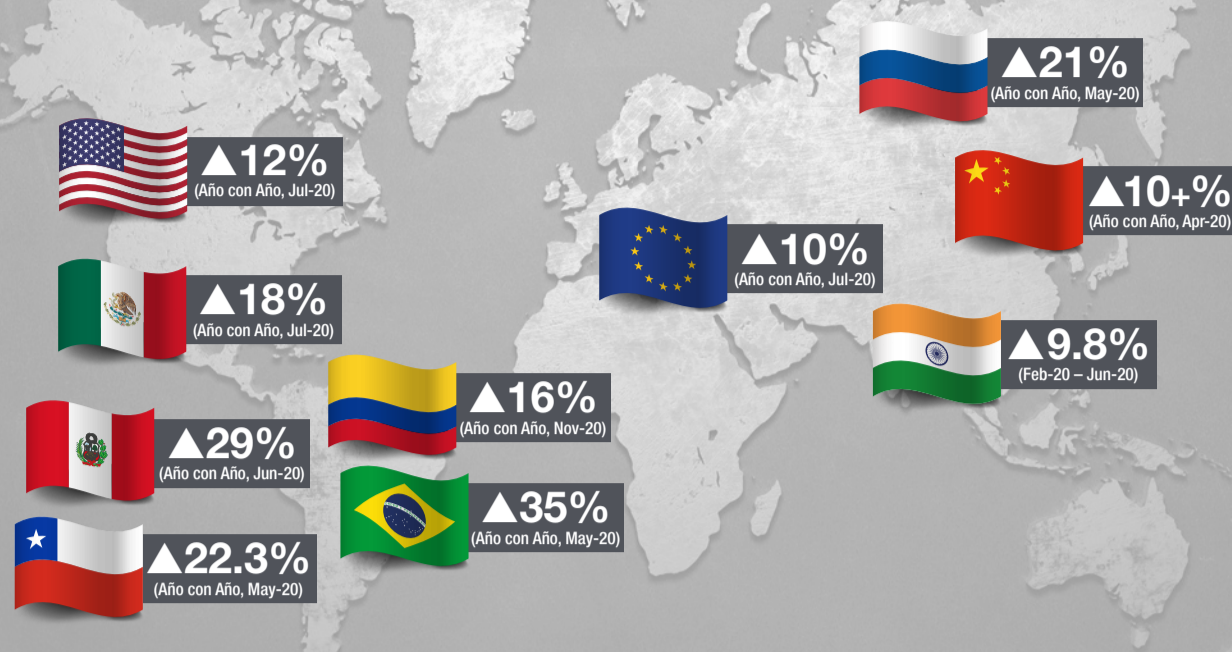 ▲21%
(Año con Año, May-20)
▲12%
(Año con Año, Jul-20)
▲10+%
(Año con Año, Apr-20)
▲10%
(Año con Año, Jul-20)
▲18%
(Año con Año, Jul-20)
▲9.8%
(Feb-20 – Jun-20)
▲16%
(Año con Año, Nov-20)
▲29%
(Año con Año, Jun-20)
▲35%
(Año con Año, May-20)
▲22.3%
(Año con Año, May-20)